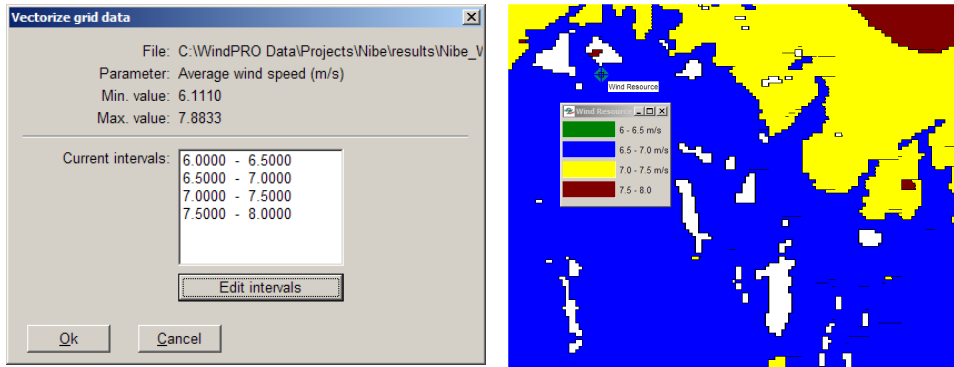 Vectorize grid data
File: C:\WindPRO Data\Projects\Nibe\results\Nibe_W
Parameter: Average wind speed (m/s)
Min. value: 6.1110
Max. value: 7.8833
Current intervals:
6.0000 - 6.5000
6.5000 - 7.0000
7.0000 - 7.5000
7.5000 - 8.0000
Edit intervals
Ok
Cancel
Wind Resource
Wind Resource
6 - 6.5 m/s
6.5 - 7.0 m/s
7.0 - 7.5 m/s
7.5 - 8.0